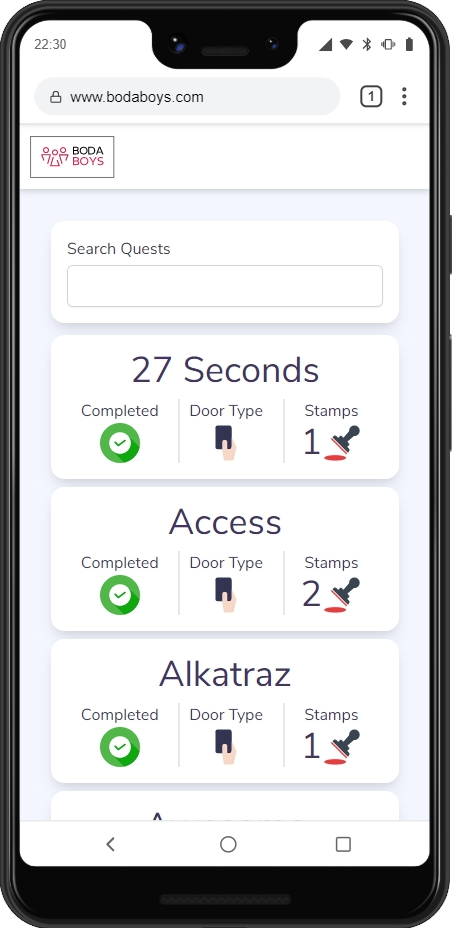 22:30
www.bodaboys.com
1
BODA
BOYS
Search Quests
27 Seconds
Completed Door Type Stamps
1
Access
Completed Door Type Stamps
2
Alkatraz
Completed Door Type Stamps
1